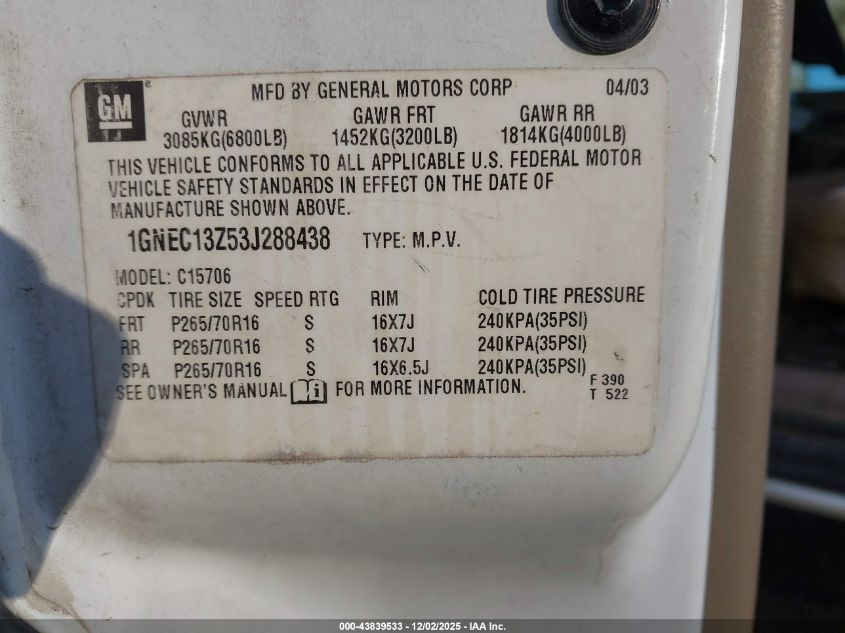 GM ® MFD BY GENERAL MOTORS CORP 04/03
GVWR GAWR FRT GAWR RR
3085KG(6800LB) 1452KG(3200LB) 1814KG(4000LB)
THIS VEHICLE CONFORMS TO ALL APPLICABLE U.S. FEDERAL MOTOR
VEHICLE SAFETY STANDARDS IN EFFECT ON THE DATE OF
MANUFACTURE SHOWN ABOVE.
1GNEC13Z53J288438 TYPE: M.P.V.
MODEL: C15706
CPDK TIRE SIZE SPEED RTG RIM COLD TIRE PRESSURE
FRT P265/70R16 S 16X7J 240KPA(35PSI)
RR P265/70R16 S 16X7J 240KPA(35PSI)
SPA P265/70R16 S 16X6.5J 240KPA(35PSI)
SEE OWNER'S MANUAL FOR MORE INFORMATION.
F 390
T 522
000-43839533 - 12/02/2025 - IAA Inc.